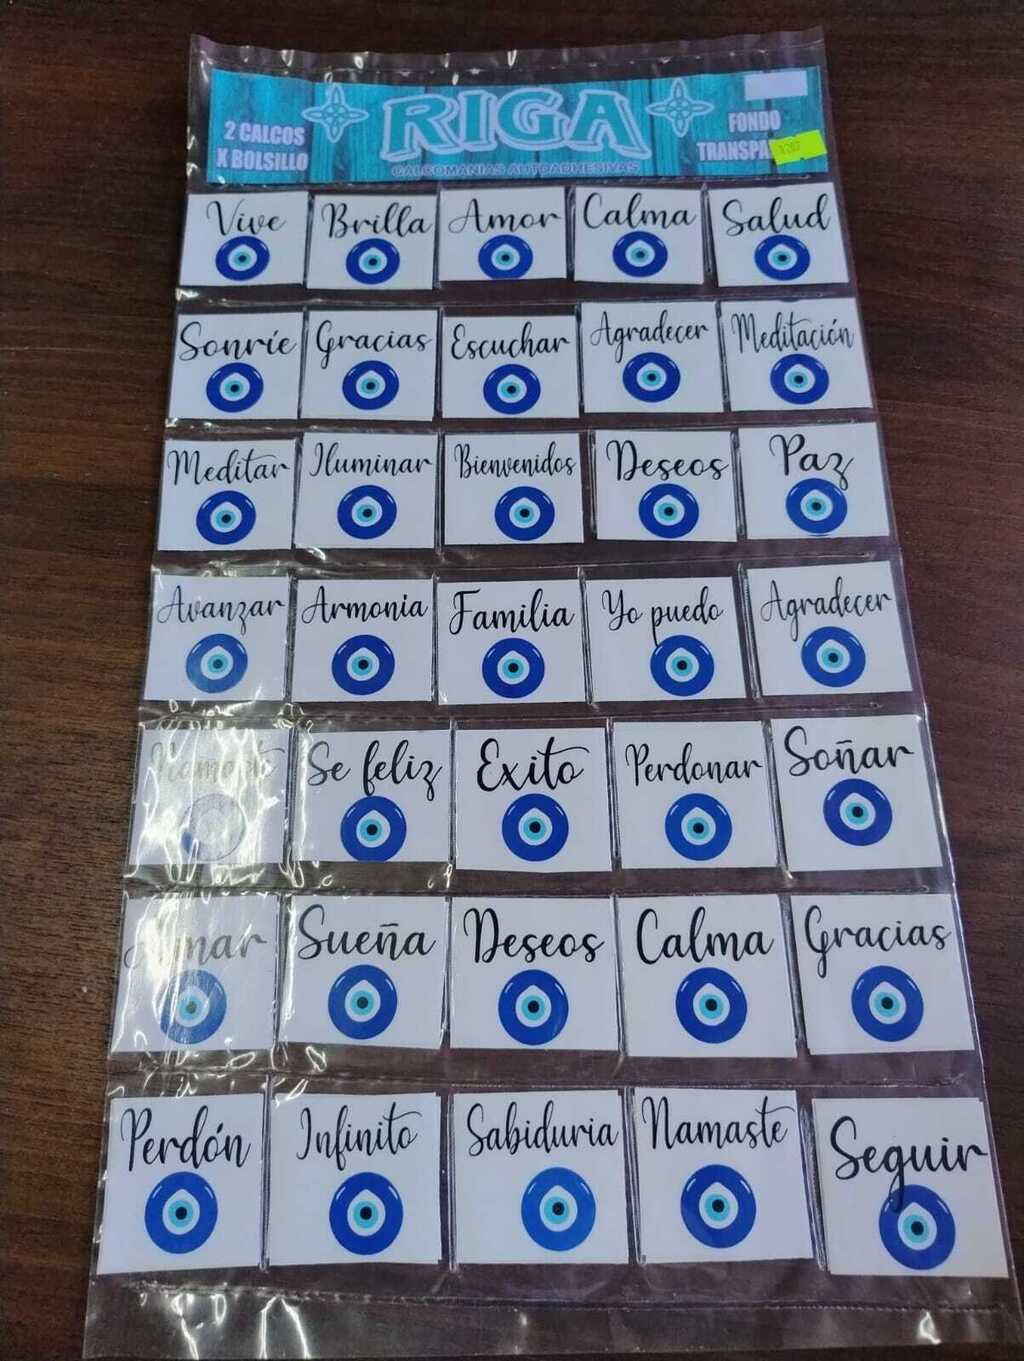 2 CALCOS
X BOLSILLO
RIGA
CALCOMANIAS AUTOADHESIVAS
FONDO
TRANSPA
Vive
Brilla
Amor
Calma
Salud
Sonríe
Gracias
Escuchar
Agradecer
Meditación
Meditar
Iluminar
Bienvenidos
Deseos
Paz
Avanzar
Armonia
Familia
Yo puedo
Agradecer
Se feliz
Exito
Perdonar
Soñar
Amar
Sueña
Deseos
Calma
Gracias
Perdón
Infinito
Sabiduria
Namaste
Seguir